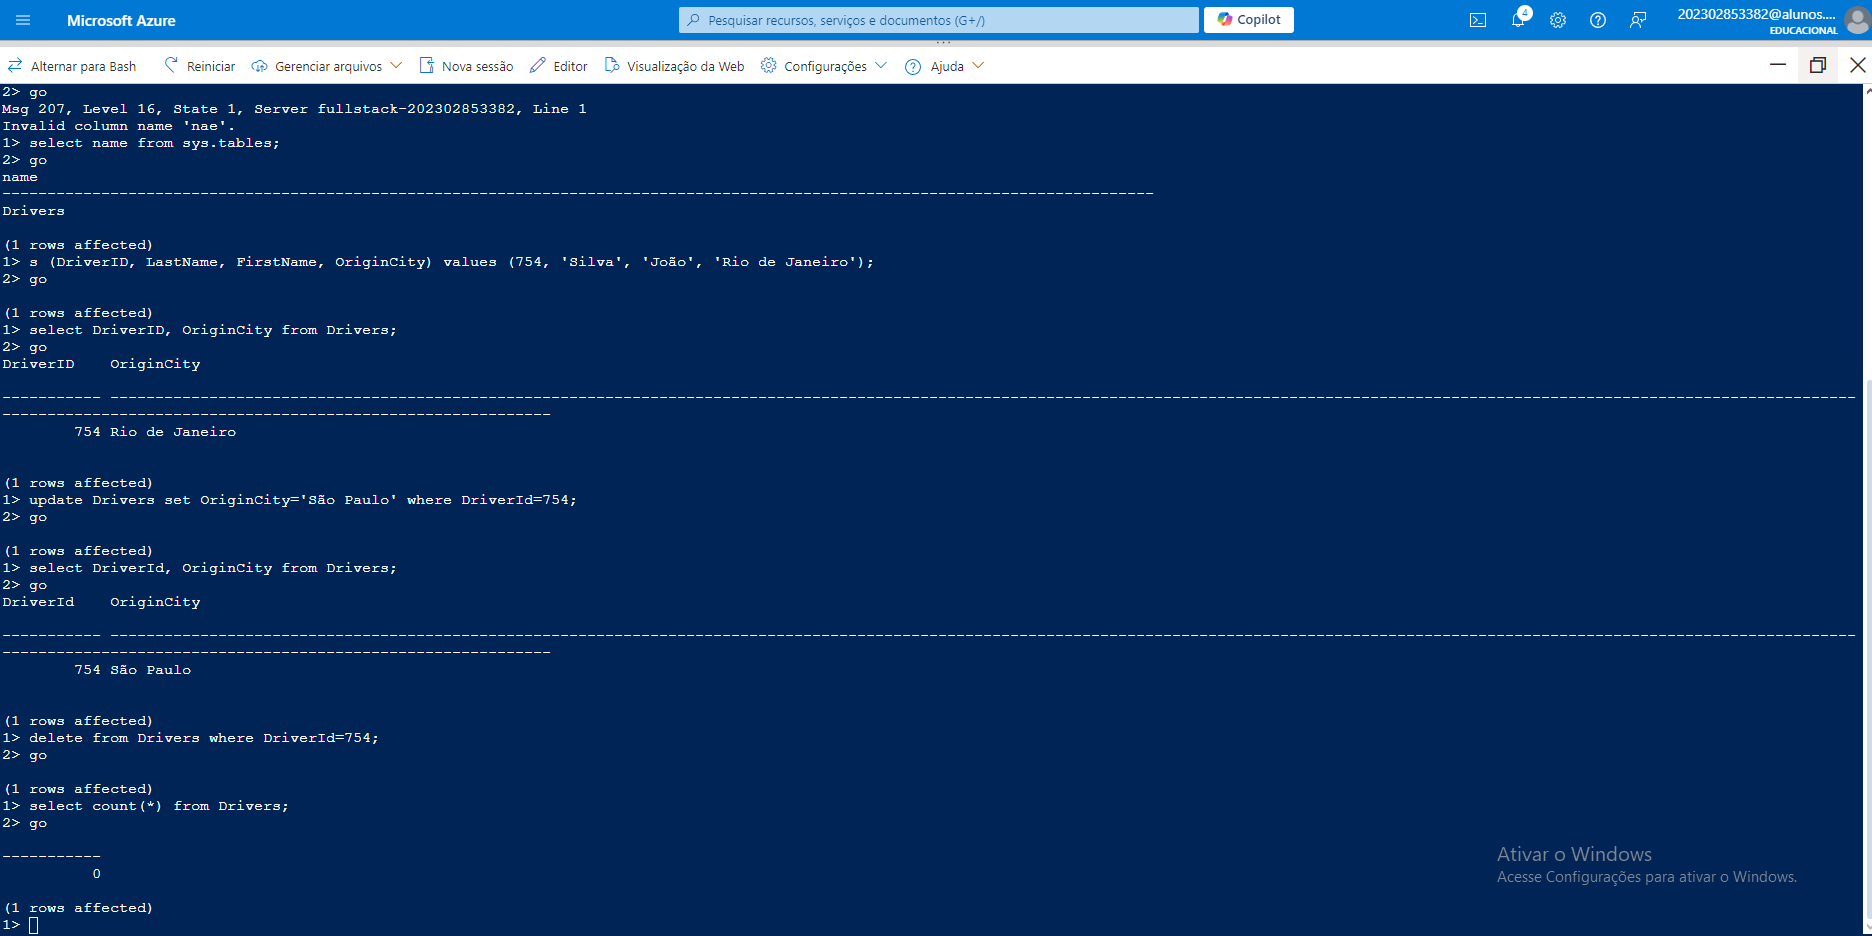 Microsoft Azure
Pesquisar recursos, serviços e documentos (G+/)
Copilot
4
202302853382@alunos....
EDUCACIONAL
Alternar para Bash
Reiniciar
Gerenciar arquivos
Nova sessão
Editor
Visualização da Web
Configurações
Ajuda
2> go
Msg 207, Level 16, State 1, Server fullstack-202302853382, Line 1
Invalid column name 'nae'.
1> select name from sys.tables;
2> go
name
--------------------------------------------------------------------------------------------------------------------------------
Drivers

(1 rows affected)
1> s (DriverID, LastName, FirstName, OriginCity) values (754, 'Silva', 'João', 'Rio de Janeiro');
2> go

(1 rows affected)
1> select DriverID, OriginCity from Drivers;
2> go
DriverID    OriginCity

----------- --------------------------------------------------------------------------------------------------------------------------------------------------------------------------------------------------
-------------------------------------------------------------
        754 Rio de Janeiro

(1 rows affected)
1> update Drivers set OriginCity='São Paulo' where DriverId=754;
2> go

(1 rows affected)
1> select DriverId, OriginCity from Drivers;
2> go
DriverId    OriginCity

----------- --------------------------------------------------------------------------------------------------------------------------------------------------------------------------------------------------
-------------------------------------------------------------
        754 São Paulo

(1 rows affected)
1> delete from Drivers where DriverId=754;
2> go

(1 rows affected)
1> select count(*) from Drivers;
2> go

-----------
          0

(1 rows affected)
1>
Ativar o Windows
Acesse Configurações para ativar o Windows.